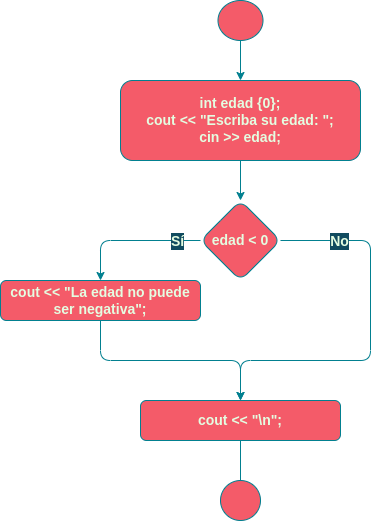 int edad {0};
cout << "Escriba su edad: ";
cin >> edad;
edad < 0
Sí
No
cout << "La edad no puede
ser negativa";
cout << "\n";